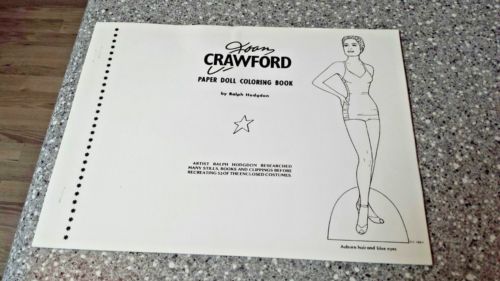 Joan
CRAWFORD
PAPER DOLL COLORING BOOK
by Ralph Hodgdon
ARTIST RALPH HODGDON RESEARCHED
MANY STILLS, BOOKS AND CLIPPINGS BEFORE
RECREATING 52 OF THE ENCLOSED COSTUMES.
Auburn hair and blue eyes